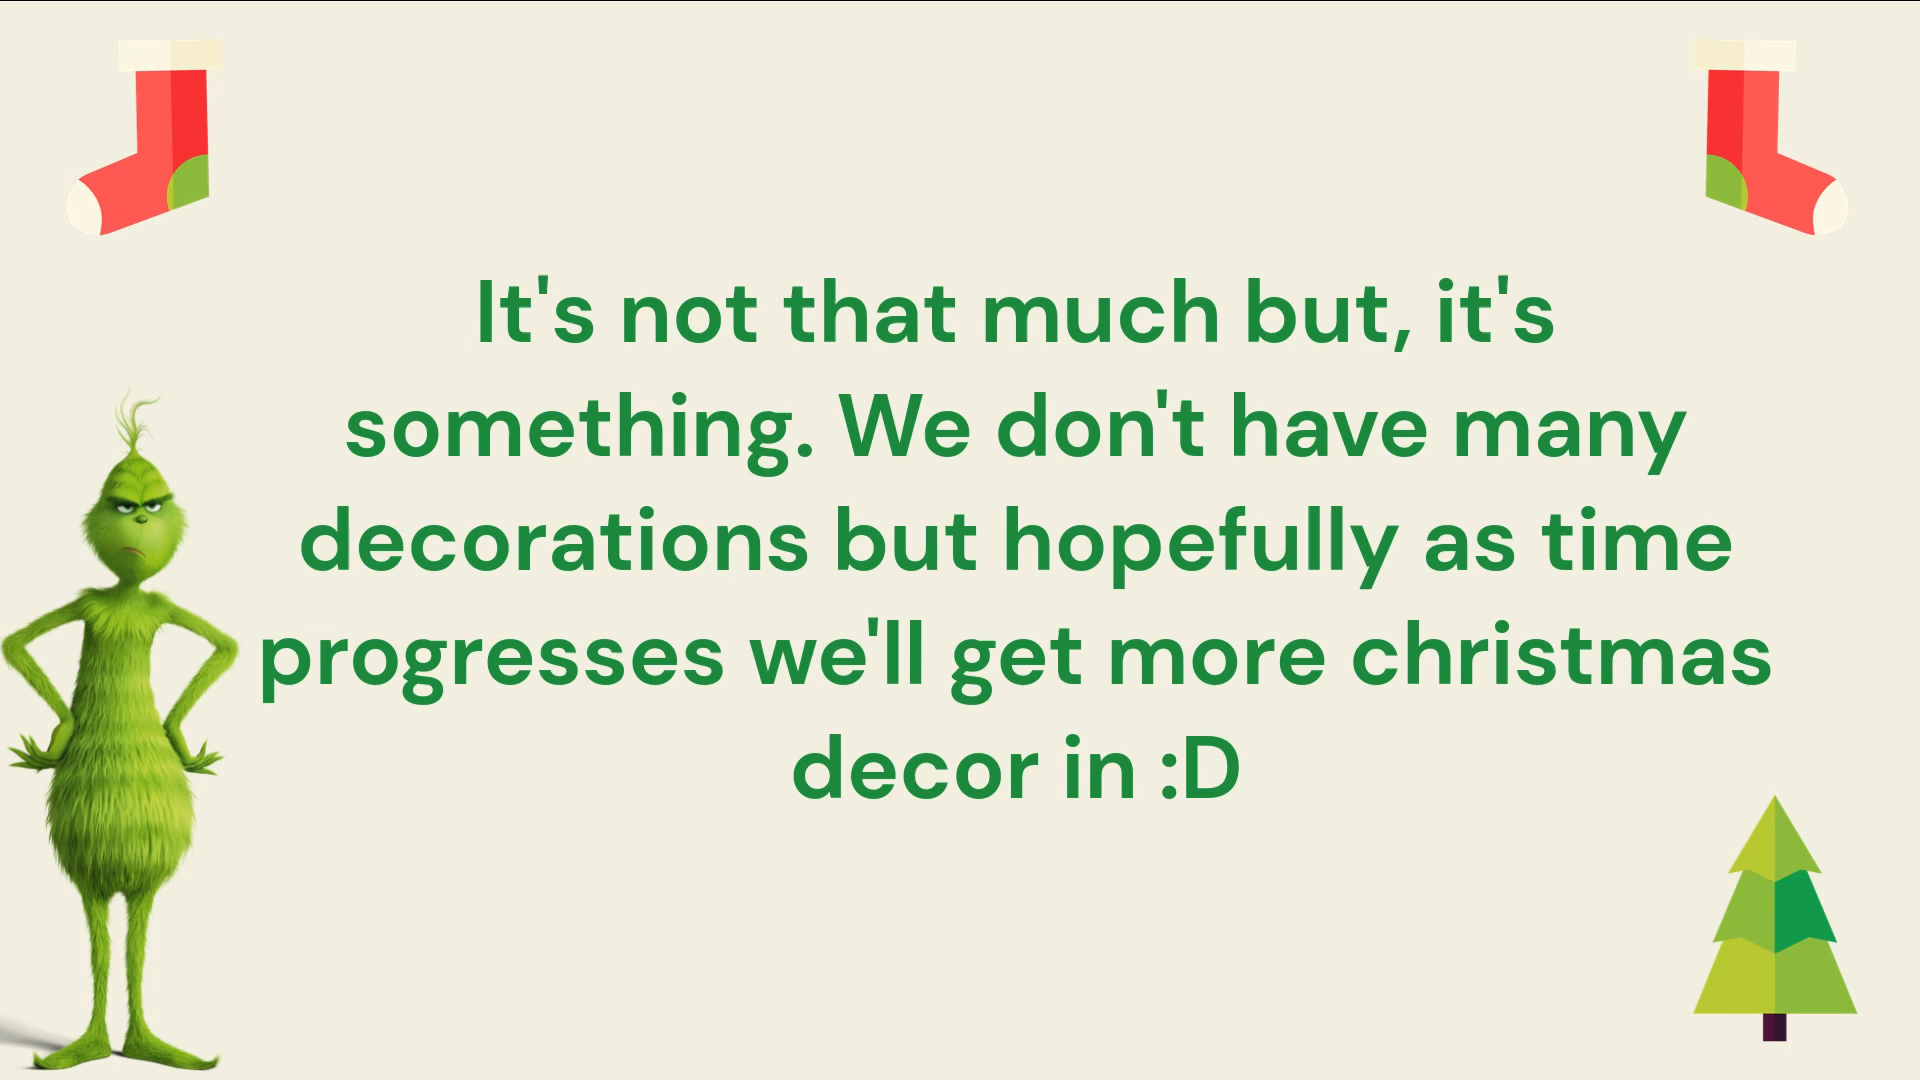 It's not that much but, it's
something. We don't have many
decorations but hopefully as time
progresses we'll get more christmas
decor in :D